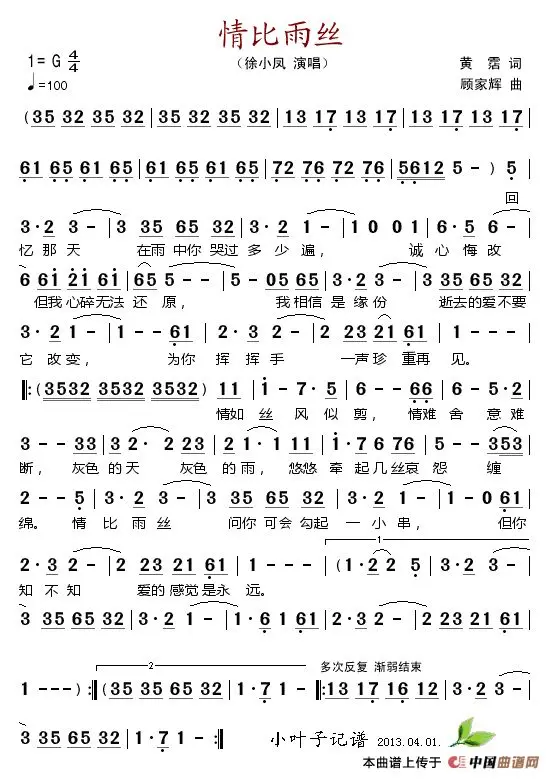 情比雨丝
1=G 4/4
（徐小凤 演唱）
黄霑 词
♩=100
顾家辉 曲
(35 32 35 32 | 35 32 35 32 | 13 17 13 17 | 13 17 13 17 |
61 65 61 65 | 61 65 61 65 | 72 76 72 76 | 5612 5 - ) 5
回
3·2 3 - | 3 35 65 32 | 3·2 1 - | 1 0 0 01 | 6·5 6 -
忆那天 在雨中你哭过多少遍， 诚心悔改
6 61 21 61 | 65 5 - - | 5 - 05 65 | 3·2 3 - | 3 35 65 32
但我心碎无法还原， 我相信是缘份 逝去的爱不要
3·2 1 - | 1 - - 61 | 2·3 2 - | 2 23 21 61 | 1 - - -
它改变， 为你挥挥手 一声珍重再见。
‖:(3532 3532 3532 3532) 11 | i - 7·5 | 6 - - 66 | 6 - 5·2
情如丝风似剪， 情难舍意难
3 - - 33 | 3 2· 2 23 | 2·1 1 11 | 1·7 6 76 | 5 - - 353
断， 灰色的天 灰色的雨， 悠悠牵起几丝哀怨 缠
2 - - 5 | 3·2 3 - | 3 35 65 32 | 3·2 1 - | 1 - 0 61
绵。 情比雨丝 问你可会勾起一小串， 但你
2·3 2 - | 2 23 21 61 | 1 - - - | (1·2 2 - | 3·2 3 -
知不知 爱的感觉是永远。
3 35 65 32 | 3·2 1 - | 1 6 1 61 | 2·3 2 - | 2 23 21 61
多次反复 渐弱结束
1 - - - ):‖ (35 35 65 32 | 1·7 1 - ‖:13 17 16 12 | 3·2 3 -
3 35 65 32 | 1·7 1 - :‖
小叶子记谱 2013.04.01.
本曲谱上传于 中国曲谱网